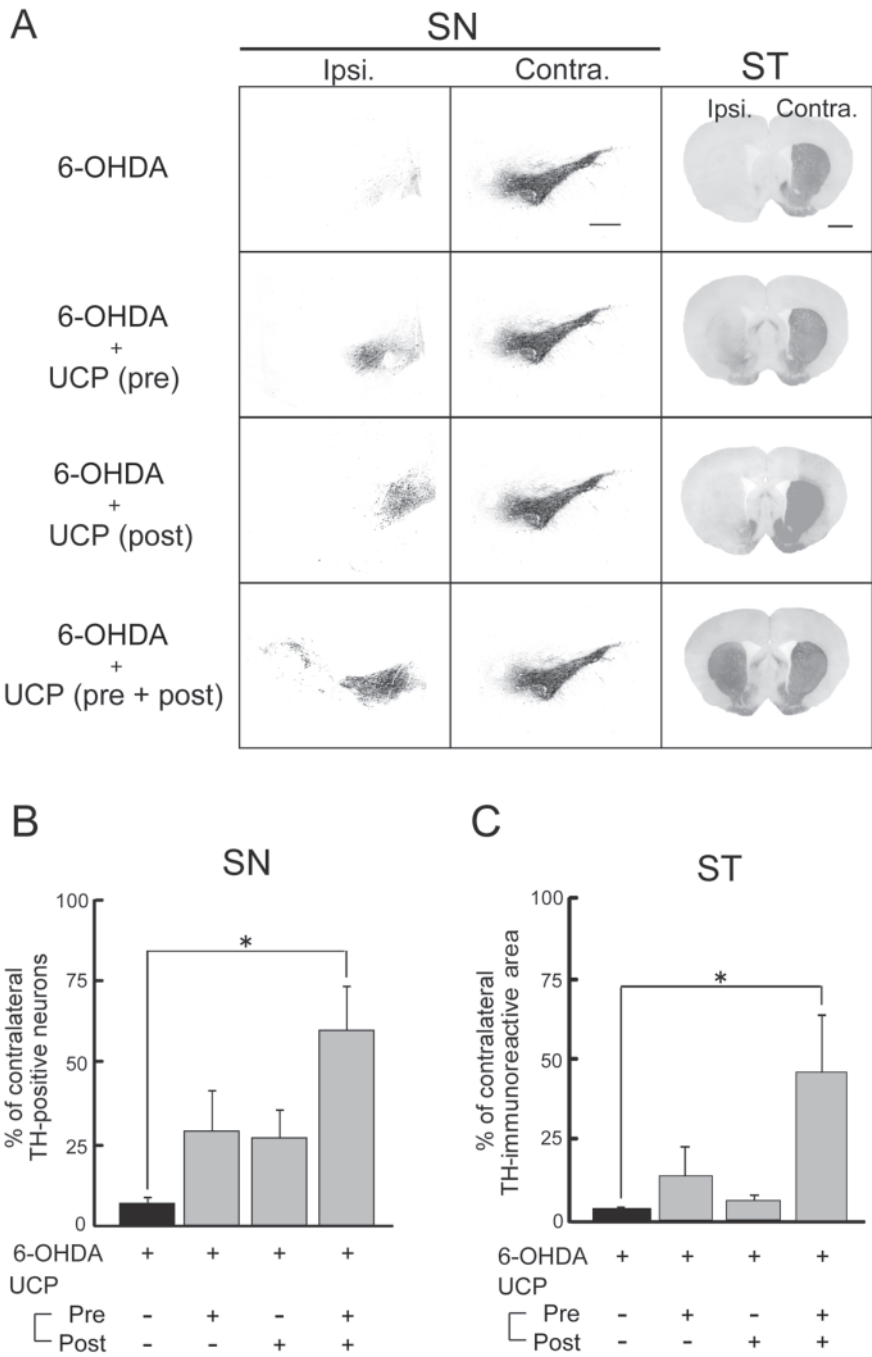 A
SN
Ipsi.
Contra.
ST
Ipsi.
Contra.
6-OHDA
6-OHDA
+
UCP (pre)
6-OHDA
+
UCP (post)
6-OHDA
+
UCP (pre + post)
B
SN
% of contralateral
TH-positive neurons
100
75
50
25
0
*
6-OHDA + + + +
UCP
Pre - + - +
Post - - + +
C
ST
% of contralateral
TH-immunoreactive area
100
75
50
25
0
*
6-OHDA + + + +
UCP
Pre - + - +
Post - - + +